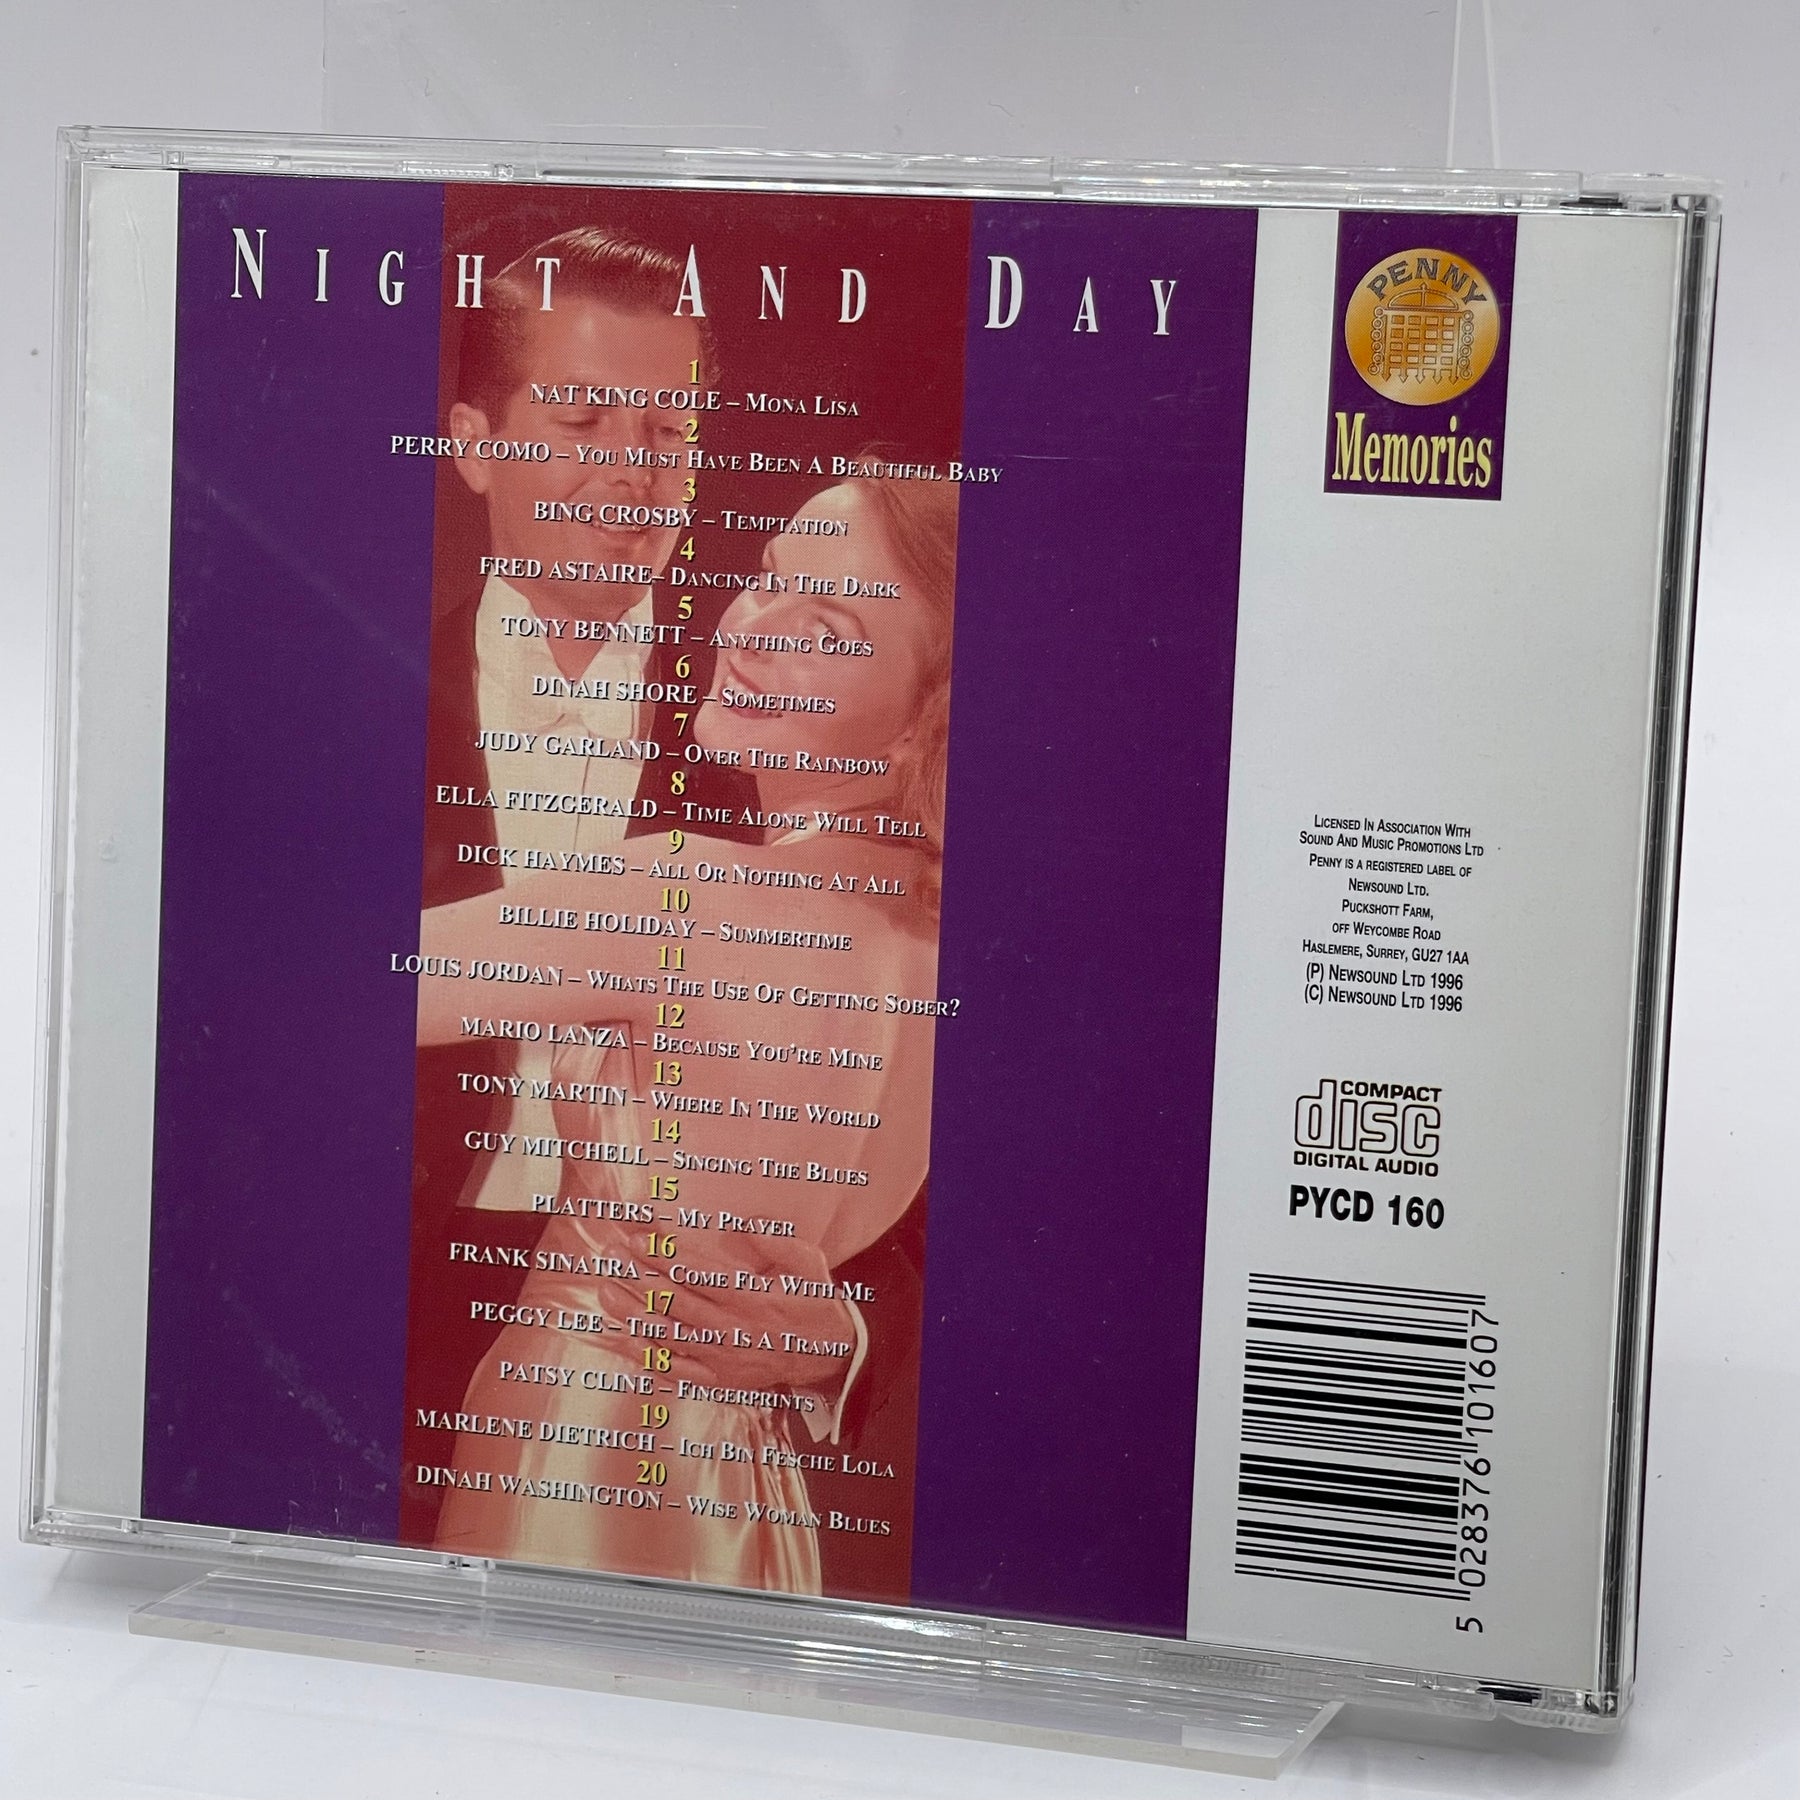 NIGHT AND DAY
1
NAT KING COLE – MONA LISA
2
PERRY COMO – YOU MUST HAVE BEEN A BEAUTIFUL BABY
3
BING CROSBY – TEMPTATION
4
FRED ASTAIRE– DANCING IN THE DARK
5
TONY BENNETT – ANYTHING GOES
6
DINAH SHORE – SOMETIMES
7
JUDY GARLAND – OVER THE RAINBOW
8
ELLA FITZGERALD – TIME ALONE WILL TELL
9
DICK HAYMES – ALL OR NOTHING AT ALL
10
BILLIE HOLIDAY – SUMMERTIME
11
LOUIS JORDAN – WHATS THE USE OF GETTING SOBER?
12
MARIO LANZA – BECAUSE YOU'RE MINE
13
TONY MARTIN – WHERE IN THE WORLD
14
GUY MITCHELL – SINGING THE BLUES
15
PLATTERS – MY PRAYER
16
FRANK SINATRA – COME FLY WITH ME
17
PEGGY LEE – THE LADY IS A TRAMP
18
PATSY CLINE – FINGERPRINTS
19
MARLENE DIETRICH – ICH BIN FESCHE LOLA
20
DINAH WASHINGTON – WISE WOMAN BLUES
PENNY
Memories
LICENSED IN ASSOCIATION WITH
SOUND AND MUSIC PROMOTIONS LTD
PENNY IS A REGISTERED LABEL OF
NEWSOUND LTD.
PUCKSHOTT FARM,
OFF WEYCOMBE ROAD
HASLEMERE, SURREY, GU27 1AA
(P) NEWSOUND LTD 1996
(C) NEWSOUND LTD 1996
COMPACT
disc
DIGITAL AUDIO
PYCD 160
5 028376 101607